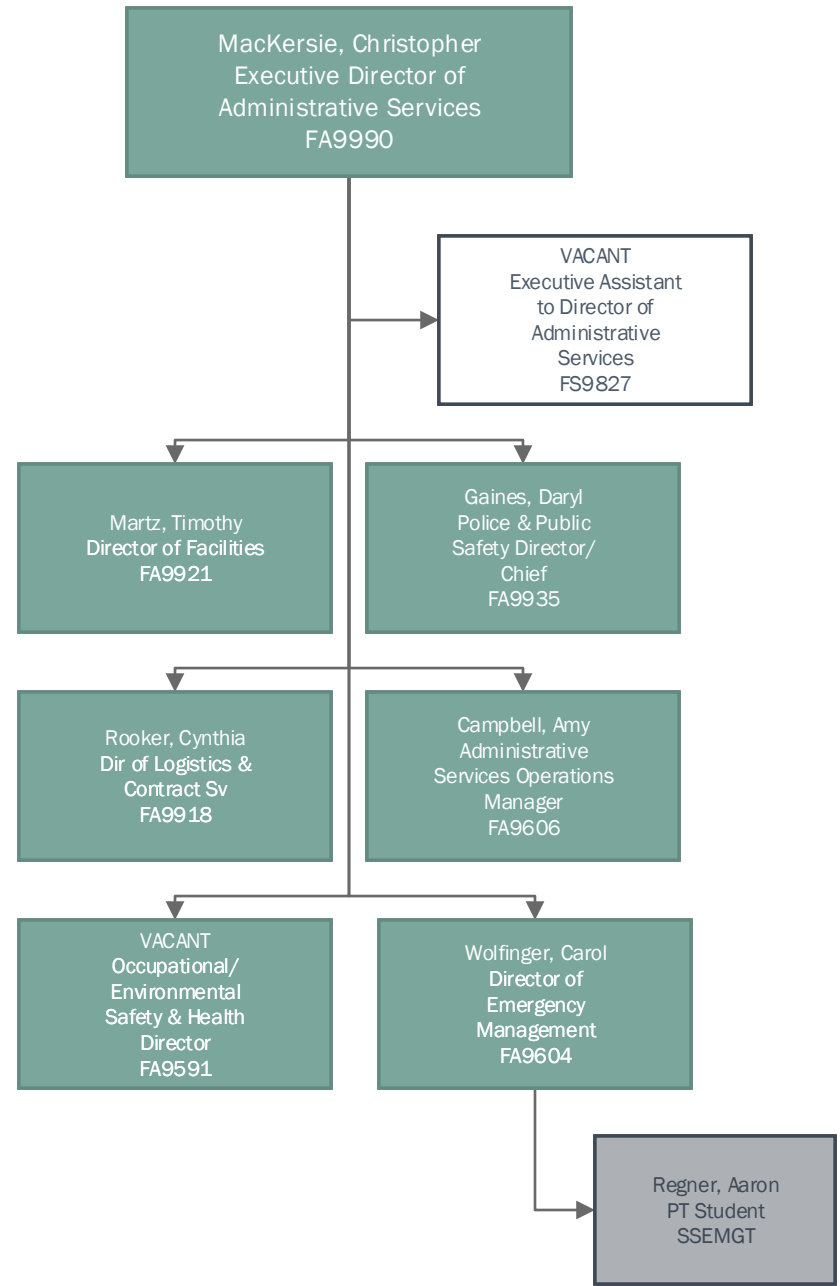 MacKersie, Christopher
Executive Director of
Administrative Services
FA9990
VACANT
Executive Assistant
to Director of
Administrative
Services
FS9827
Martz, Timothy
Director of Facilities
FA9921
Gaines, Daryl
Police & Public
Safety Director/
Chief
FA9935
Rooker, Cynthia
Dir of Logistics &
Contract Sv
FA9918
Campbell, Amy
Administrative
Services Operations
Manager
FA9606
VACANT
Occupational/
Environmental
Safety & Health
Director
FA9591
Wolfinger, Carol
Director of
Emergency
Management
FA9604
Regner, Aaron
PT Student
SSEMGT